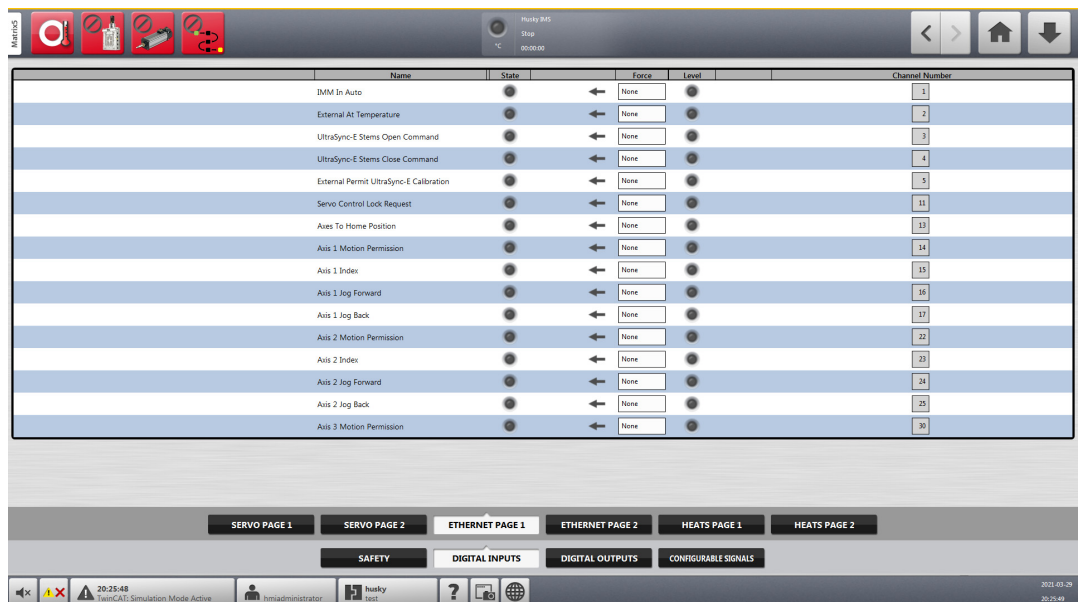 Matrix5
Husky IMS
Stop
°C 00:00:00
Name State Force Level Channel Number
IMM In Auto None 1
External At Temperature None 2
UltraSync-E Stems Open Command None 3
UltraSync-E Stems Close Command None 4
External Permit UltraSync-E Calibration None 5
Servo Control Lock Request None 11
Axes To Home Position None 13
Axis 1 Motion Permission None 14
Axis 1 Index None 15
Axis 1 Jog Forward None 16
Axis 1 Jog Back None 17
Axis 2 Motion Permission None 22
Axis 2 Index None 23
Axis 2 Jog Forward None 24
Axis 2 Jog Back None 25
Axis 3 Motion Permission None 30
SERVO PAGE 1 SERVO PAGE 2 ETHERNET PAGE 1 ETHERNET PAGE 2 HEATS PAGE 1 HEATS PAGE 2
SAFETY DIGITAL INPUTS DIGITAL OUTPUTS CONFIGURABLE SIGNALS
20:25:48
TwinCAT: Simulation Mode Active
hmiadministrator
husky
test
?
2021-03-29
20:25:49